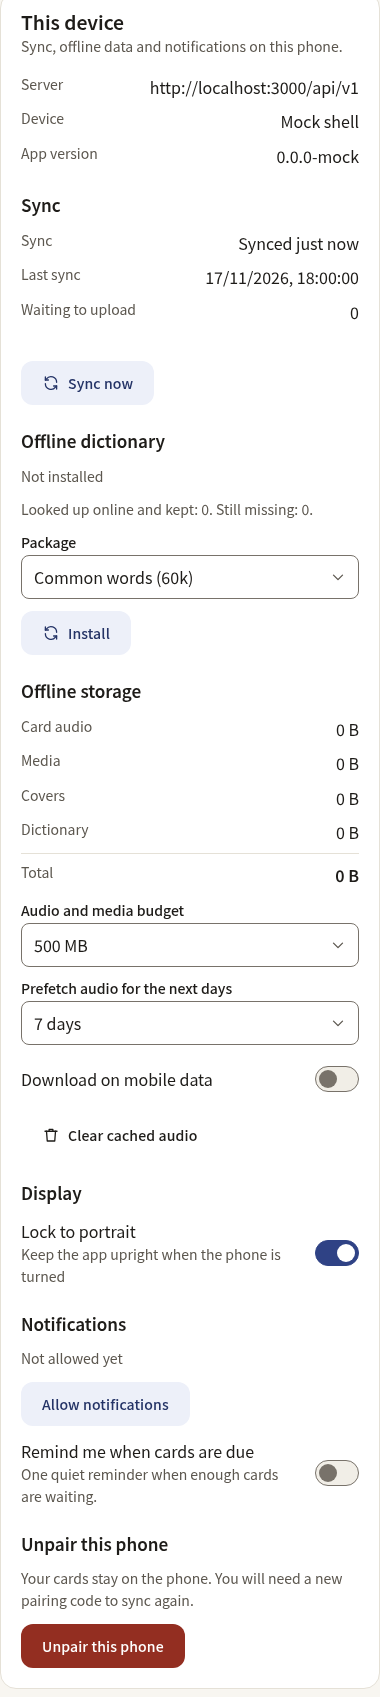 This device
Sync, offline data and notifications on this phone.
Server http://localhost:3000/api/v1
Device Mock shell
App version 0.0.0-mock
Sync
Sync Synced just now
Last sync 17/11/2026, 18:00:00
Waiting to upload 0
Sync now
Offline dictionary
Not installed
Looked up online and kept: 0. Still missing: 0.
Package
Common words (60k)
Install
Offline storage
Card audio 0 B
Media 0 B
Covers 0 B
Dictionary 0 B
Total 0 B
Audio and media budget
500 MB
Prefetch audio for the next days
7 days
Download on mobile data
Clear cached audio
Display
Lock to portrait
Keep the app upright when the phone is
turned
Notifications
Not allowed yet
Allow notifications
Remind me when cards are due
One quiet reminder when enough cards
are waiting.
Unpair this phone
Your cards stay on the phone. You will need a new
pairing code to sync again.
Unpair this phone